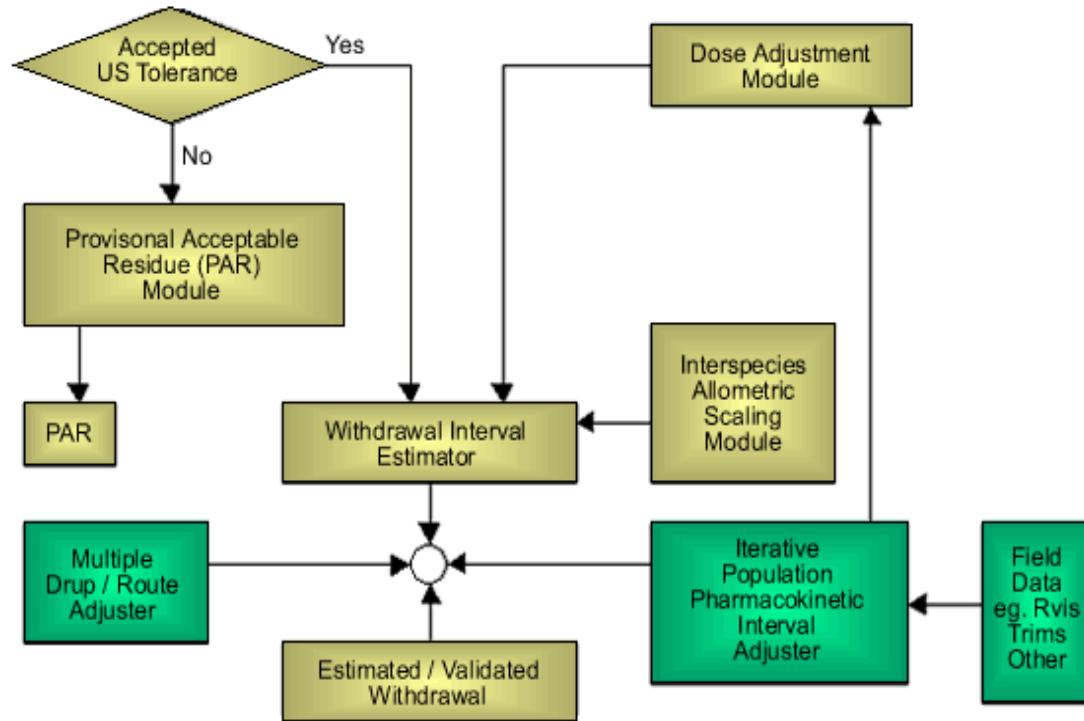 Accepted
US Tolerance
Yes
No
Dose Adjustment
Module
Provisonal Acceptable
Residue (PAR)
Module
PAR
Interspecies
Allometric
Scaling
Module
Withdrawal Interval
Estimator
Multiple
Drup / Route
Adjuster
Iterative
Population
Pharmacokinetic
Interval
Adjuster
Field
Data
eg. Rvis
Trims
Other
Estimated / Validated
Withdrawal